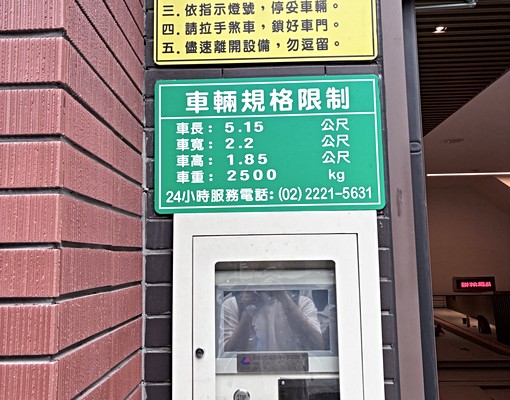 三.依指示燈號，停妥車輛。
四.請拉手煞車，鎖好車門。
五.儘速離開設備，勿逗留。
車輛規格限制
車長：5.15 公尺
車寬：2.2 公尺
車高：1.85 公尺
車重：2500 kg
24小時服務電話：(02) 2221-5631